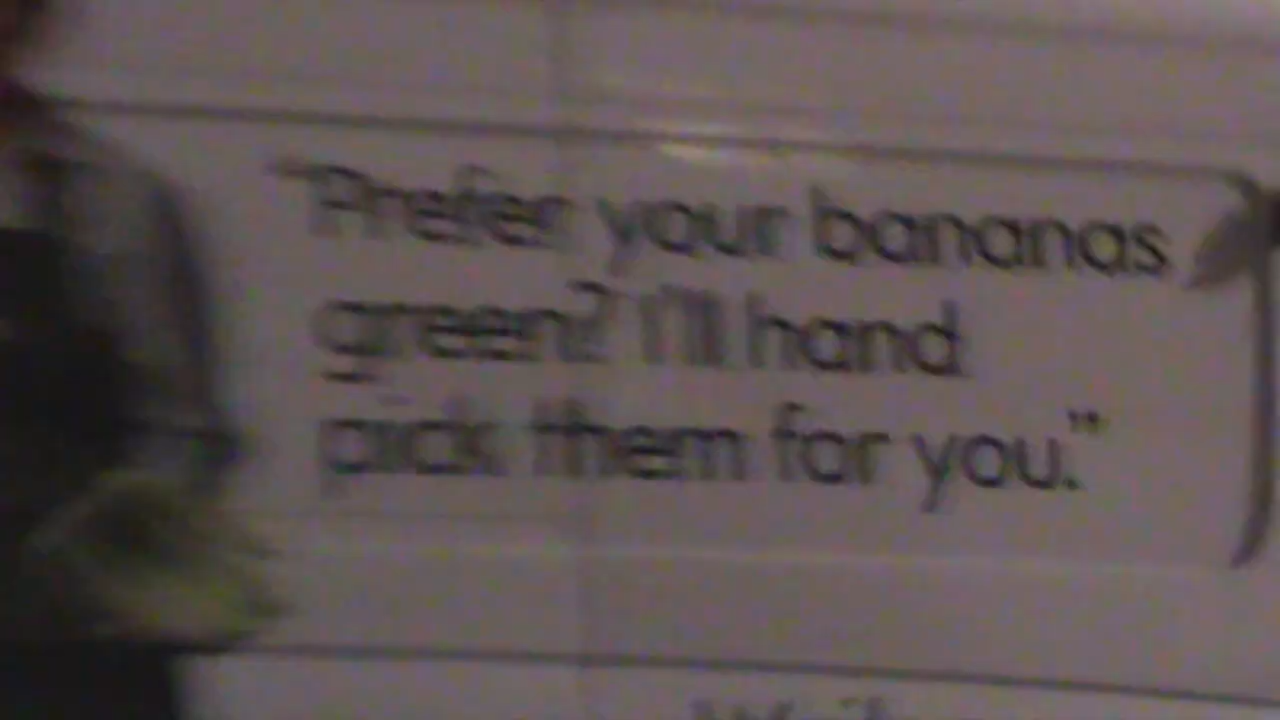 "Prefer your bananas
green? I'll hand
pick them for you."